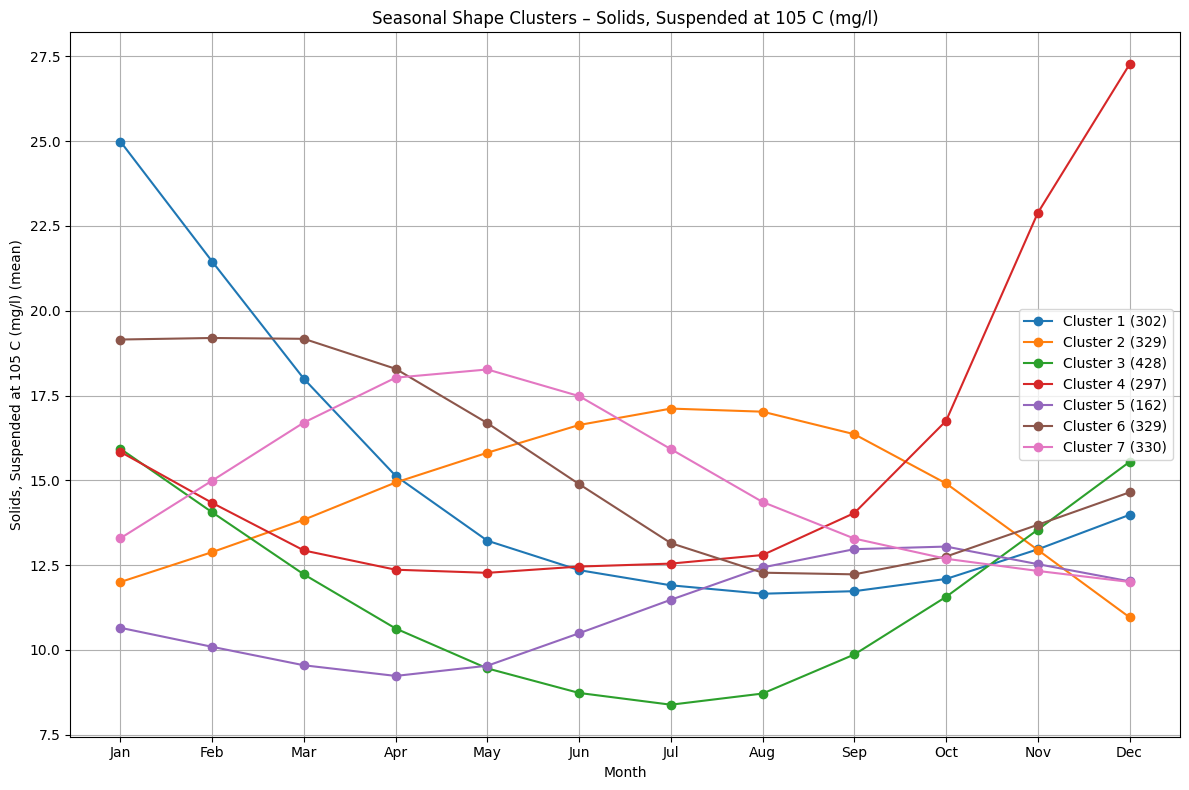 Seasonal Shape Clusters – Solids, Suspended at 105 C (mg/l)
Solids, Suspended at 105 C (mg/l) (mean)
27.5
25.0
22.5
20.0
17.5
15.0
12.5
10.0
7.5
Cluster 1 (302)
Cluster 2 (329)
Cluster 3 (428)
Cluster 4 (297)
Cluster 5 (162)
Cluster 6 (329)
Cluster 7 (330)
Jan Feb Mar Apr May Jun Jul Aug Sep Oct Nov Dec
Month